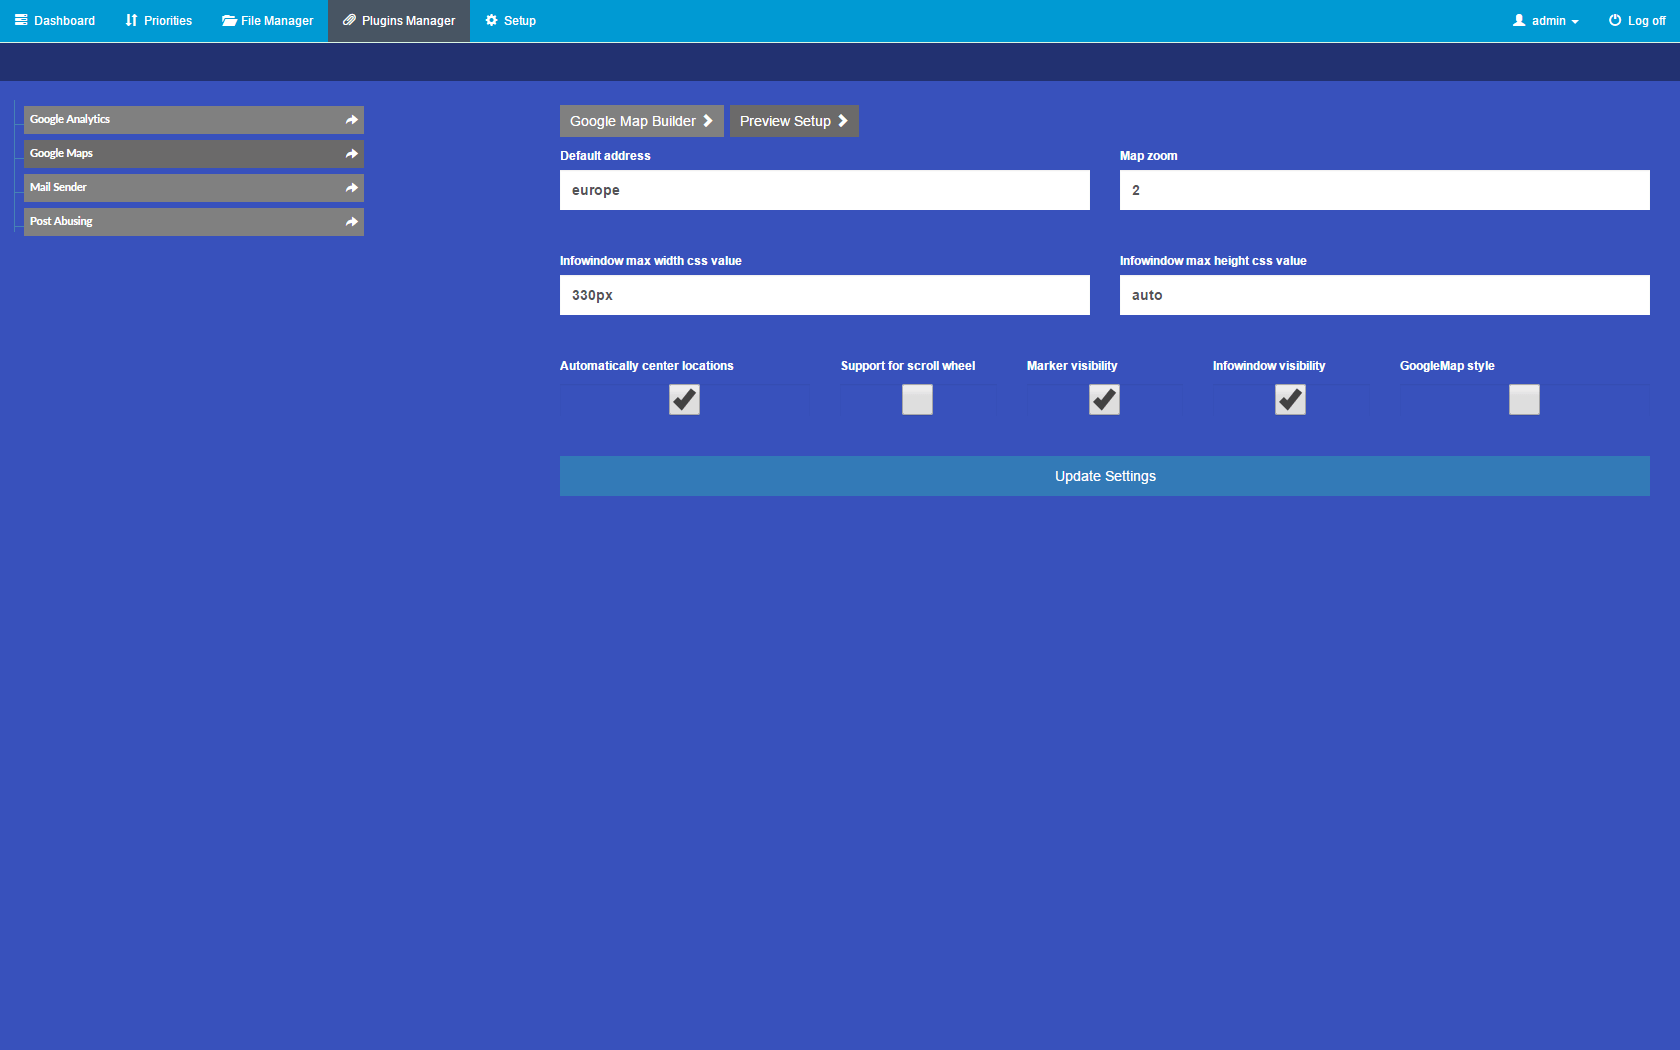 Dashboard Priorities File Manager Plugins Manager Setup admin Log off
Google Analytics
Google Maps
Mail Sender
Post Abusing
Google Map Builder Preview Setup
Default address Map zoom
europe 2
Infowindow max width css value Infowindow max height css value
330px auto
Automatically center locations Support for scroll wheel Marker visibility Infowindow visibility GoogleMap style
Update Settings